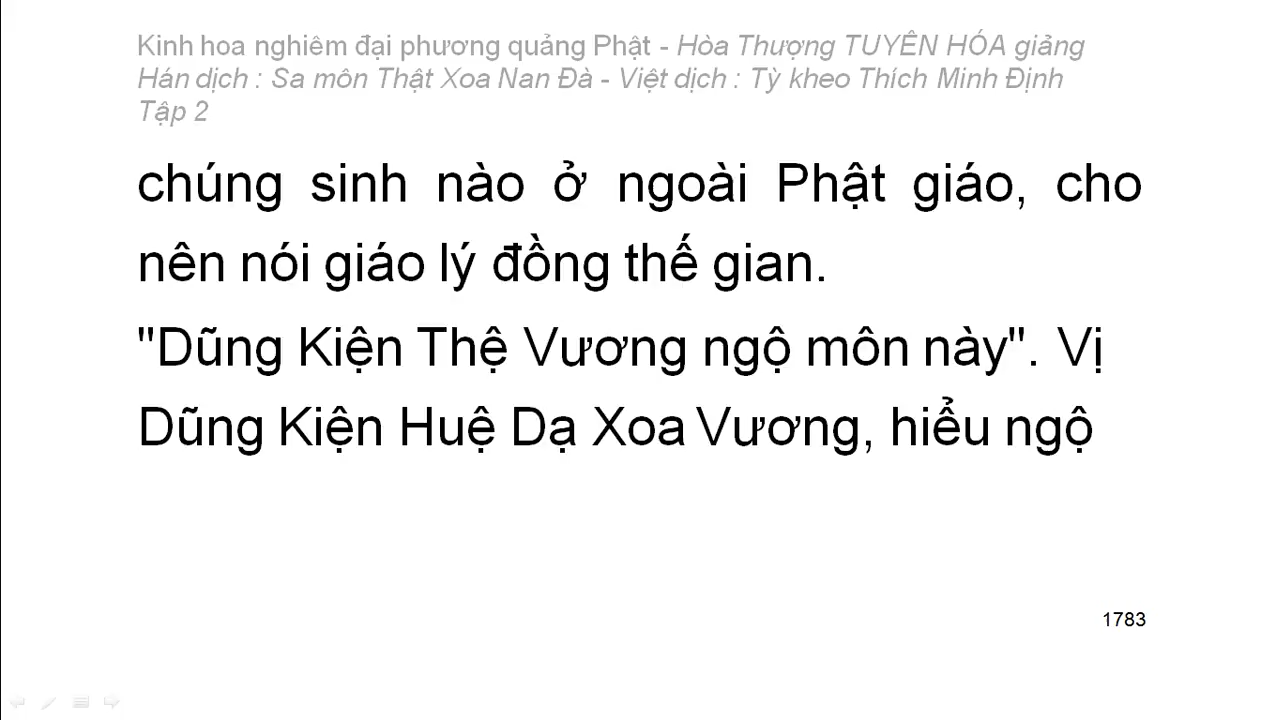 Kinh hoa nghiêm đại phương quảng Phật - Hòa Thượng TUYÊN HÓA giảng
Hán dịch : Sa môn Thật Xoa Nan Đà - Việt dịch : Tỳ kheo Thích Minh Định
Tập 2
chúng sinh nào ở ngoài Phật giáo, cho
nên nói giáo lý đồng thế gian.
"Dũng Kiện Thệ Vương ngộ môn này". Vị
Dũng Kiện Huệ Dạ Xoa Vương, hiểu ngộ
1783